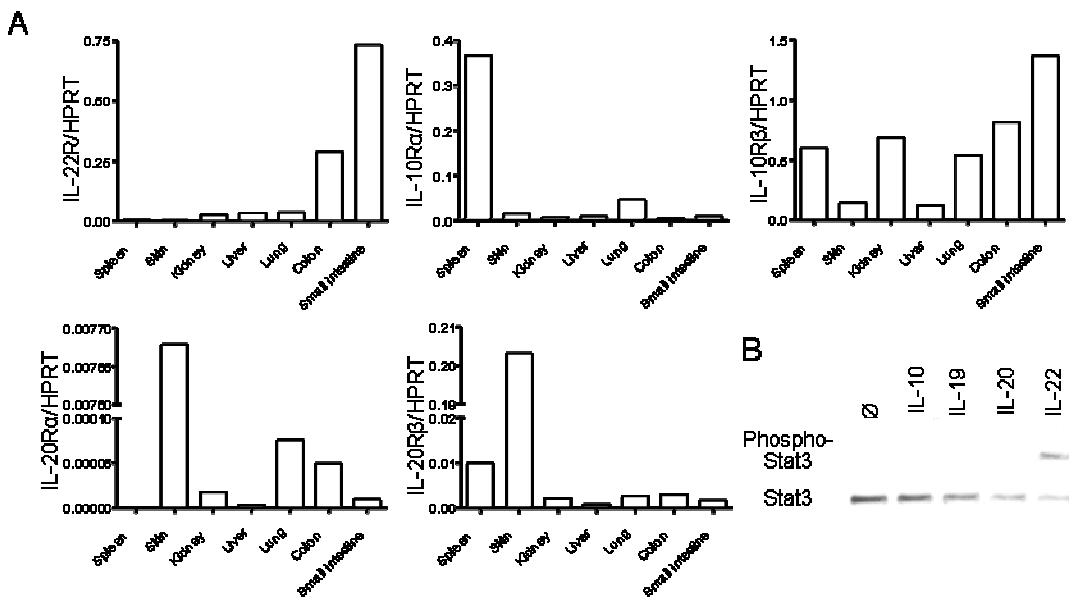 A
IL-22R/HPRT
0.75
0.50
0.25
0.00
Spleen
Skin
Kidney
Liver
Lung
Colon
Small intestine
IL-10Rα/HPRT
0.4
0.3
0.2
0.1
0.0
Spleen
Skin
Kidney
Liver
Lung
Colon
Small intestine
IL-10Rβ/HPRT
1.5
1.0
0.5
0.0
Spleen
Skin
Kidney
Liver
Lung
Colon
Small intestine
IL-20Rα/HPRT
0.00770
0.00765
0.00760
0.00010
0.00005
0.00000
Spleen
Skin
Kidney
Liver
Lung
Colon
Small intestine
IL-20Rβ/HPRT
0.21
0.20
0.19
0.02
0.01
0.00
Spleen
Skin
Kidney
Liver
Lung
Colon
Small intestine
B
Ø
IL-10
IL-19
IL-20
IL-22
Phospho-
Stat3
Stat3